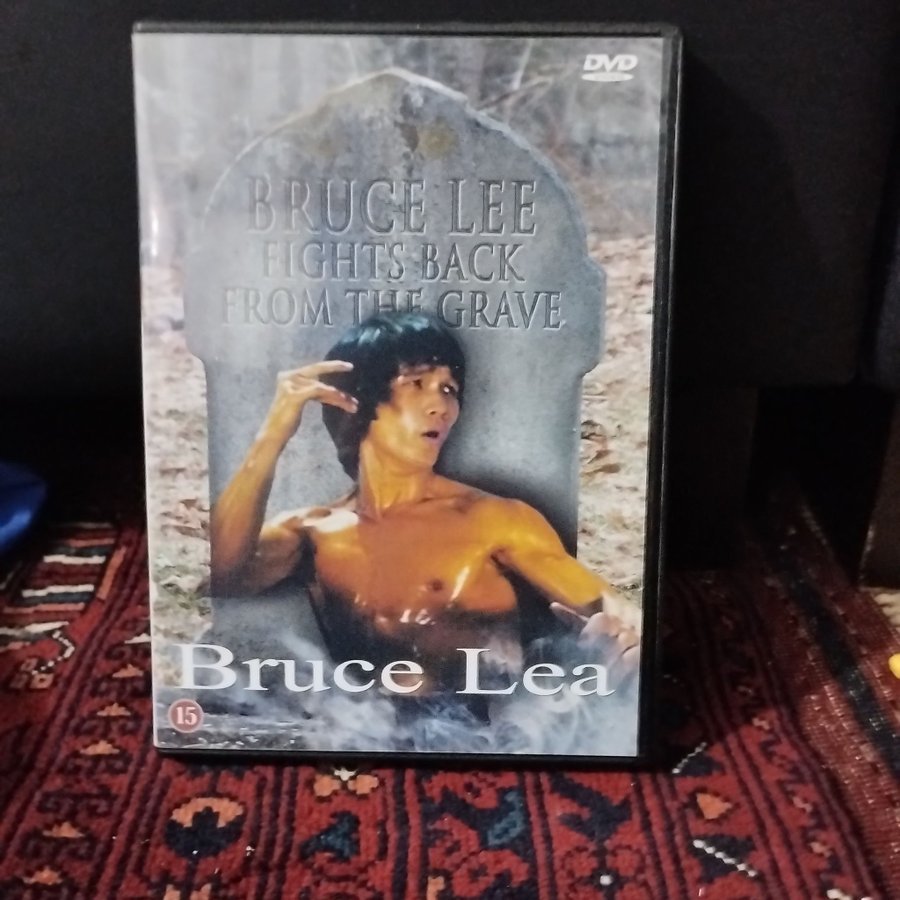 DVD
BRUCE LEE
FIGHTS BACK
FROM THE GRAVE
Bruce Lea
15